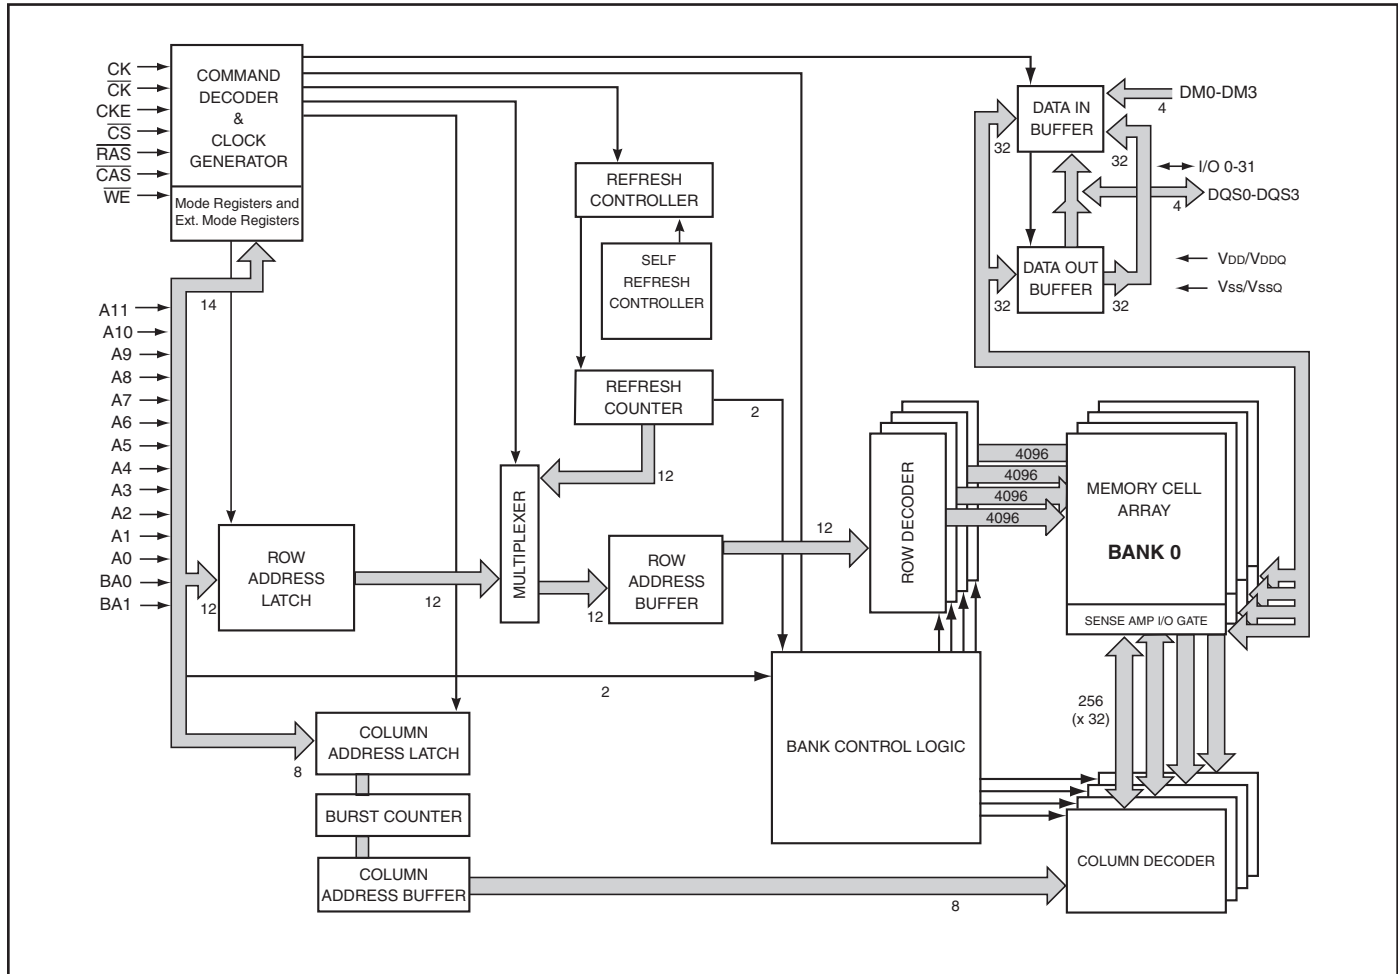 CK
CK
CKE
CS
RAS
CAS
WE
COMMAND
DECODER
&
CLOCK
GENERATOR
Mode Registers and
Ext. Mode Registers
14
A11
A10
A9
A8
A7
A6
A5
A4
A3
A2
A1
A0
BA0
BA1
12
ROW
ADDRESS
LATCH
12
MULTIPLEXER
12
REFRESH
CONTROLLER
SELF
REFRESH
CONTROLLER
REFRESH
COUNTER
2
12
ROW
ADDRESS
BUFFER
12
ROW DECODER
4096
4096
4096
4096
MEMORY CELL
ARRAY
BANK 0
SENSE AMP I/O GATE
DATA IN
BUFFER
32
32
DM0-DM3
4
I/O 0-31
DQS0-DQS3
4
DATA OUT
BUFFER
32
32
VDD/VDDQ
VSS/VSSQ
2
BANK CONTROL LOGIC
256
(x 32)
8
COLUMN
ADDRESS LATCH
BURST COUNTER
COLUMN
ADDRESS BUFFER
8
COLUMN DECODER